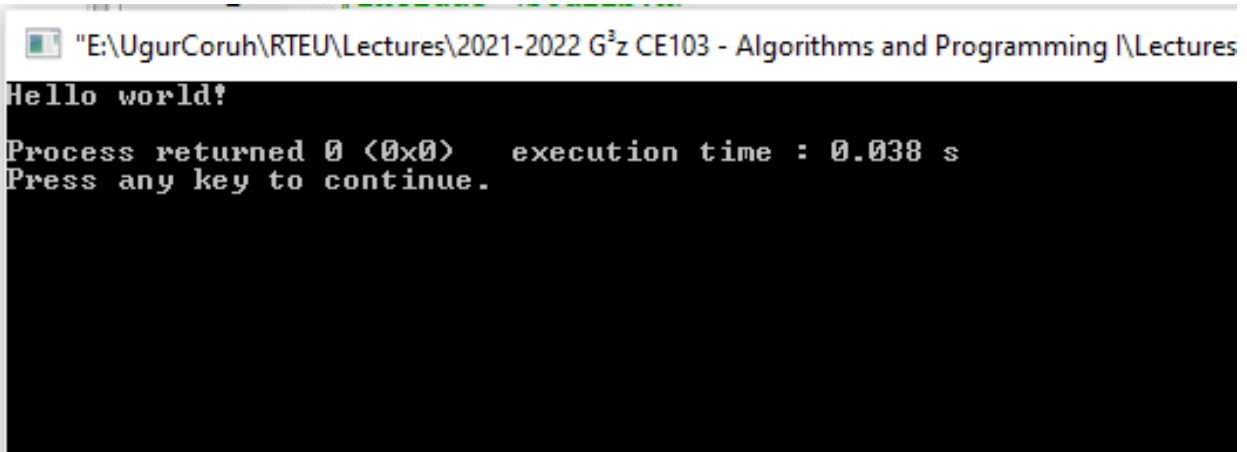 "E:\UgurCoruh\RTEU\Lectures\2021-2022 G³z CE103 - Algorithms and Programming I\Lectures
Hello world!
Process returned 0 (0x0)   execution time : 0.038 s
Press any key to continue.